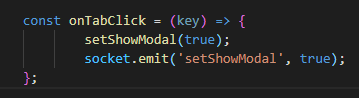 const onTabClick = (key) => {
        setShowModal(true);
        socket.emit('setShowModal', true);
};